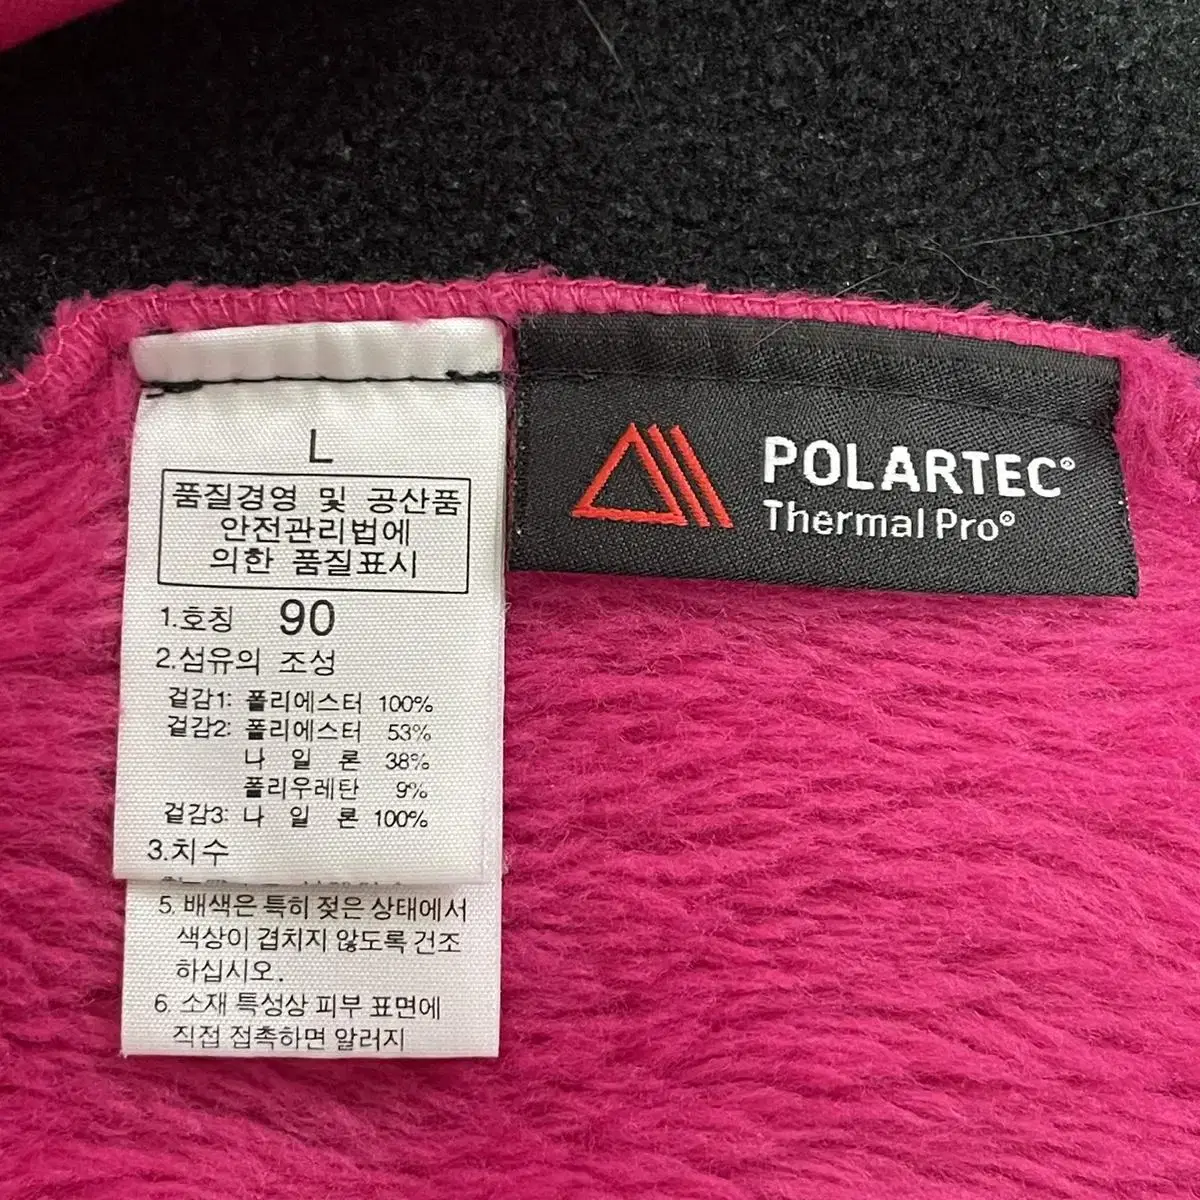 L
품질경영 및 공산품
안전관리법에
의한 품질표시
1.호칭 90
2.섬유의 조성
겉감1: 폴리에스터 100%
겉감2: 폴리에스터 53%
나 일 론 38%
폴리우레탄 9%
겉감3: 나 일 론 100%
3.치수
5. 배색은 특히 젖은 상태에서
색상이 겹치지 않도록 건조
하십시오.
6. 소재 특성상 피부 표면에
직접 접촉하면 알러지
POLARTEC®
Thermal Pro®